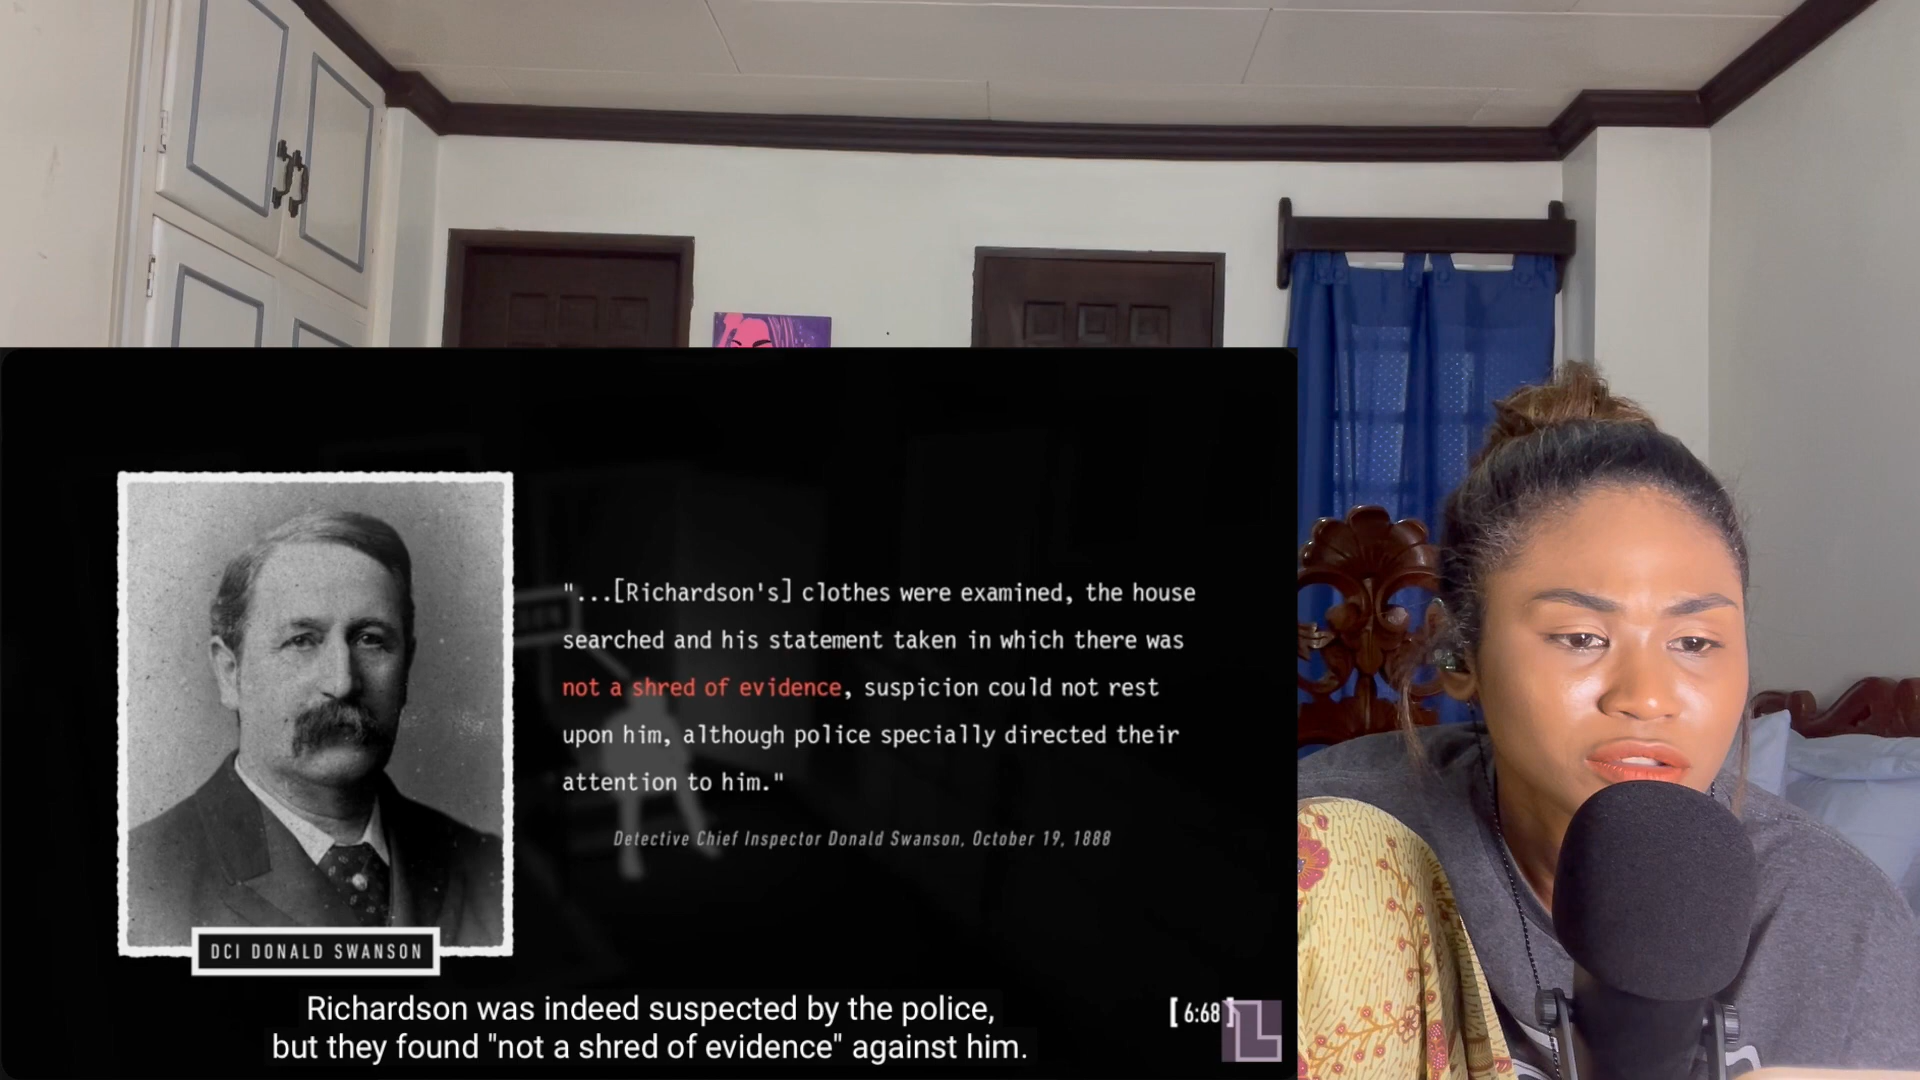 "...[Richardson's] clothes were examined, the house
searched and his statement taken in which there was
not a shred of evidence, suspicion could not rest
upon him, although police specially directed their
attention to him."
Detective Chief Inspector Donald Swanson, October 19, 1888
DCI DONALD SWANSON
Richardson was indeed suspected by the police,
but they found "not a shred of evidence" against him.
[6:68]